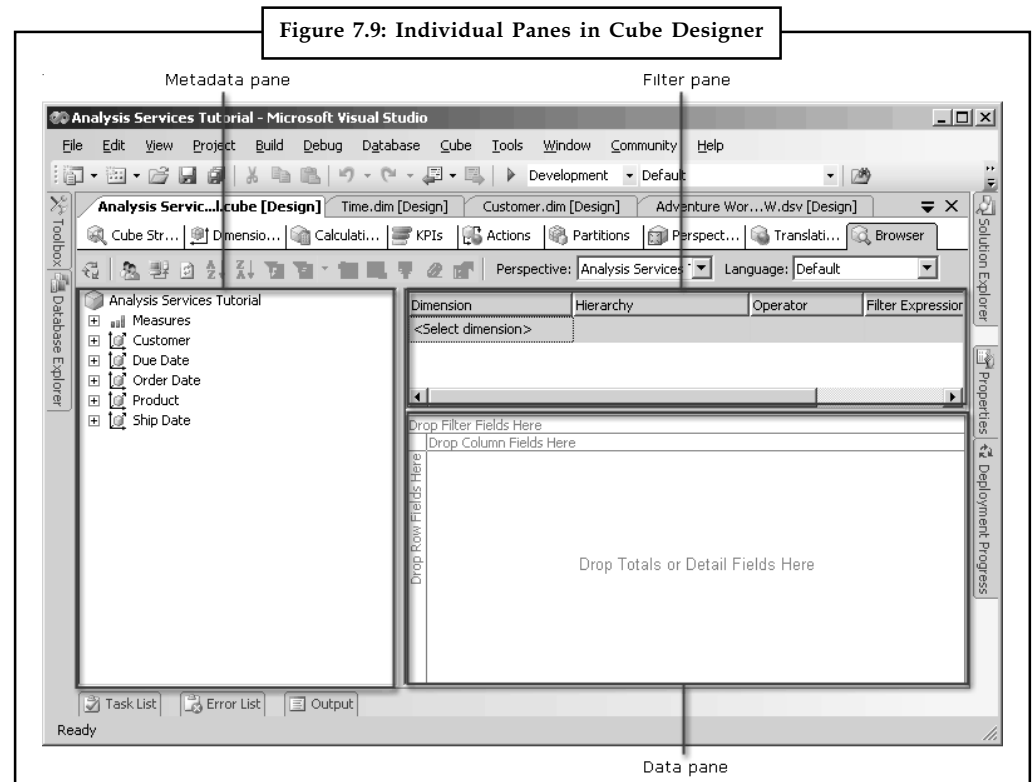 Figure 7.9: Individual Panes in Cube Designer
Metadata pane
Filter pane
Analysis Services Tutorial - Microsoft Visual Studio
File Edit View Project Build Debug Database Cube Tools Window Community Help
Development Default
Analysis Servic...l.cube [Design] Time.dim [Design] Customer.dim [Design] Adventure Wor...W.dsv [Design]
Cube Str... Dimensio... Calculati... KPIs Actions Partitions Perspect... Translati... Browser
Perspective: Analysis Services Language: Default
Toolbox
Database Explorer
Analysis Services Tutorial
Measures
Customer
Due Date
Order Date
Product
Ship Date
Dimension Hierarchy Operator Filter Expression
<Select dimension>
Drop Filter Fields Here
Drop Column Fields Here
Drop Row Fields Here
Drop Totals or Detail Fields Here
Solution Explorer
Properties
Deployment Progress
Task List Error List Output
Ready
Data pane